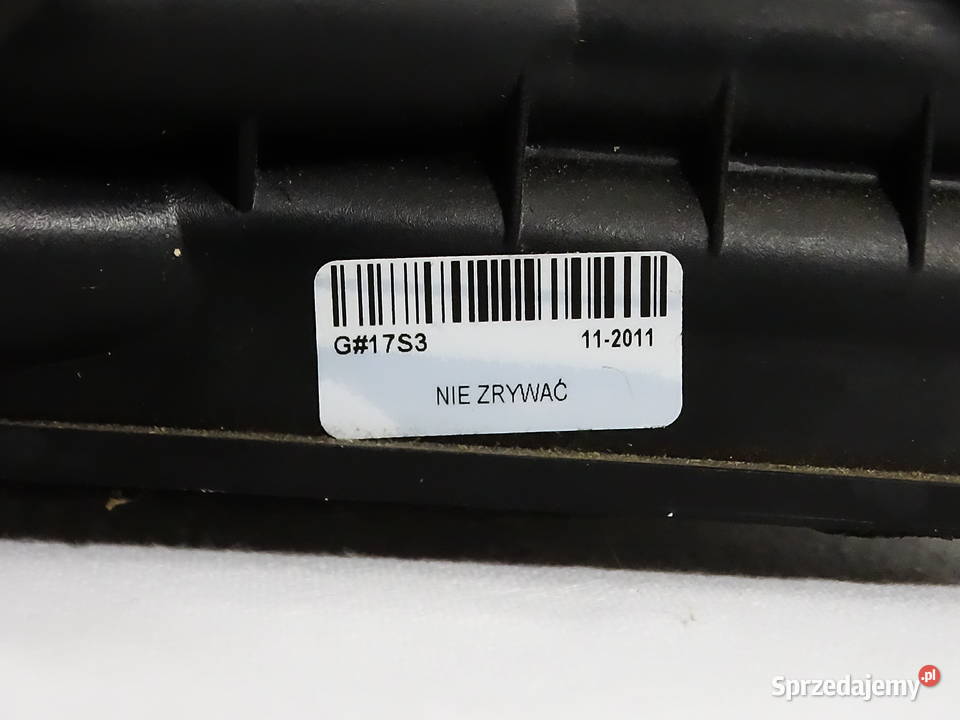 G#17S3 11-2011
NIE ZRYWAĆ
Sprzedajemy.pl